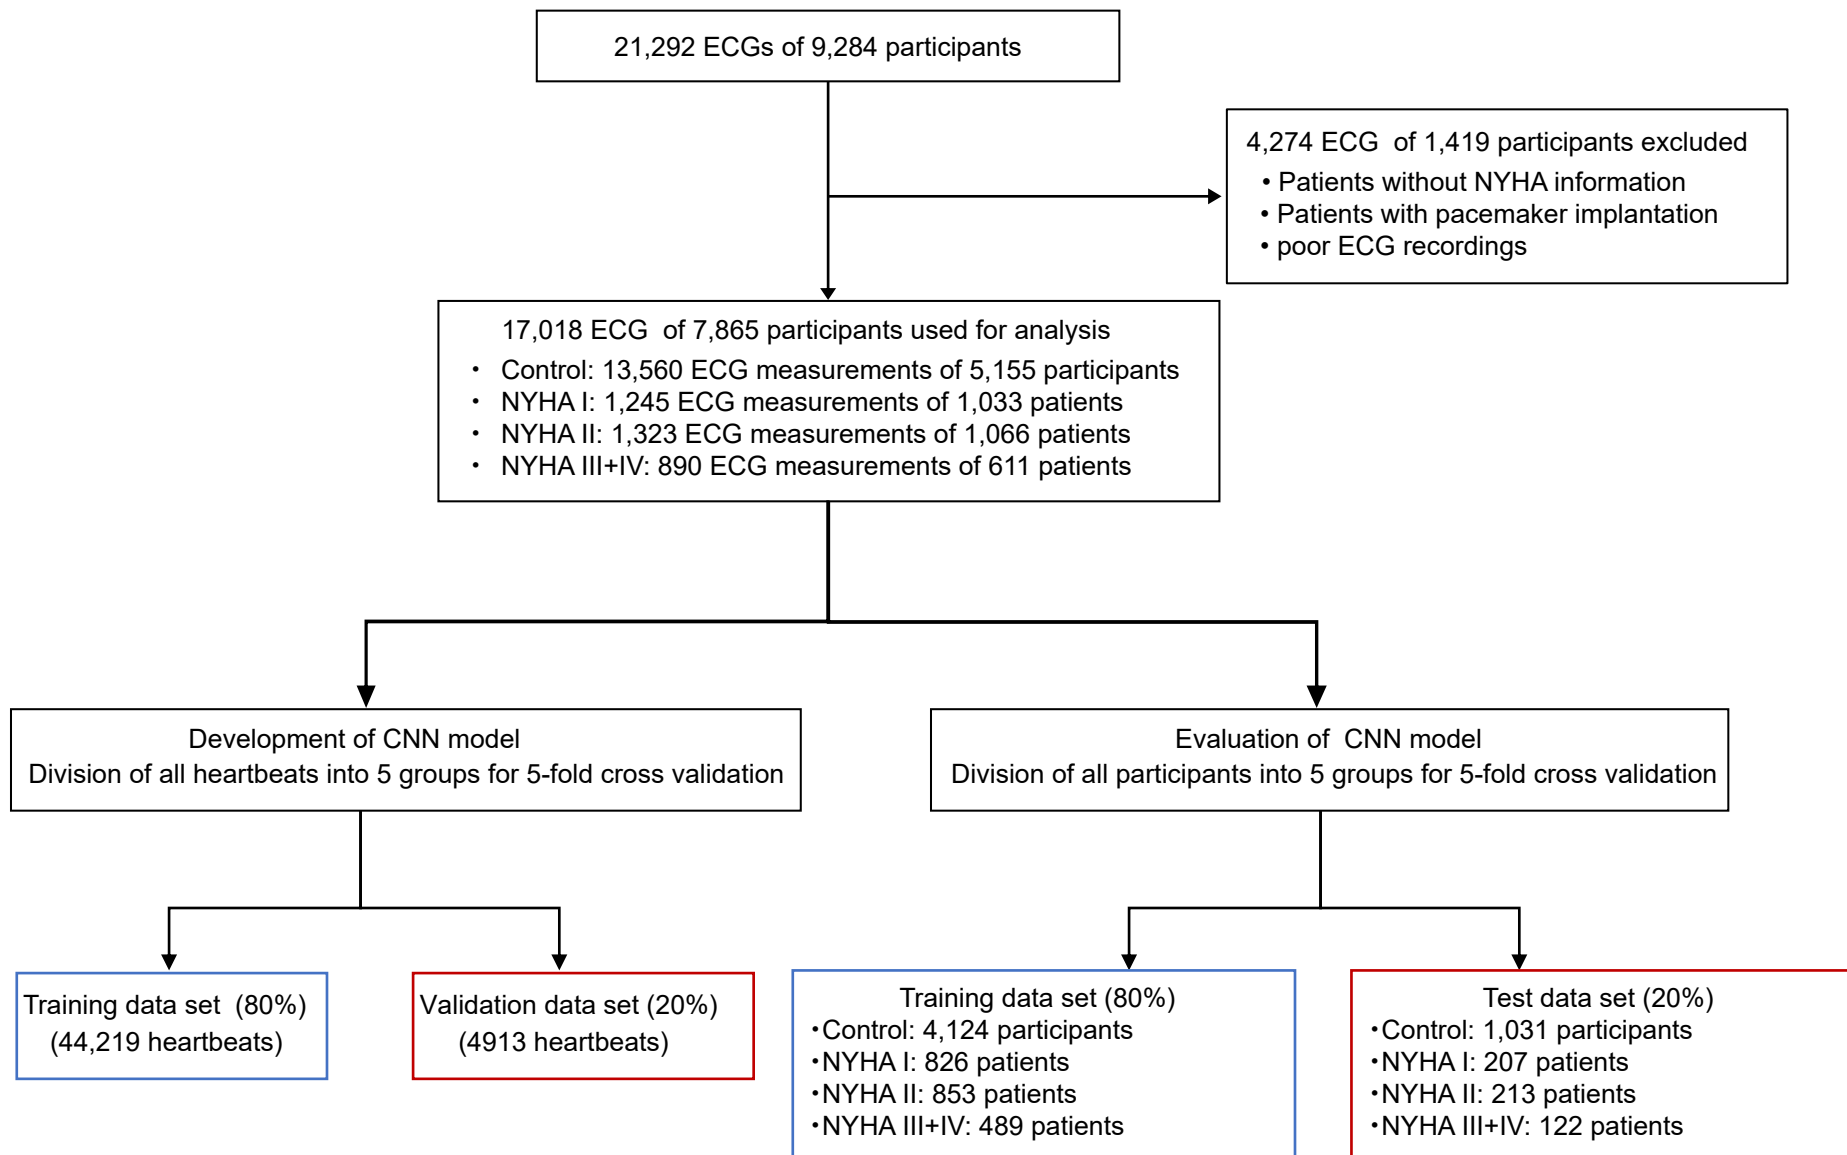 21,292 ECGs of 9,284 participants
4,274 ECG of 1,419 participants excluded
• Patients without NYHA information
• Patients with pacemaker implantation
• poor ECG recordings
17,018 ECG of 7,865 participants used for analysis
・ Control: 13,560 ECG measurements of 5,155 participants
・ NYHA I: 1,245 ECG measurements of 1,033 patients
・ NYHA II: 1,323 ECG measurements of 1,066 patients
・ NYHA III+IV: 890 ECG measurements of 611 patients
Development of CNN model
Division of all heartbeats into 5 groups for 5-fold cross validation
Evaluation of CNN model
Division of all participants into 5 groups for 5-fold cross validation
Training data set (80%)
(44,219 heartbeats)
Validation data set (20%)
(4913 heartbeats)
Training data set (80%)
・Control: 4,124 participants
・NYHA I: 826 patients
・NYHA II: 853 patients
・NYHA III+IV: 489 patients
Test data set (20%)
・Control: 1,031 participants
・NYHA I: 207 patients
・NYHA II: 213 patients
・NYHA III+IV: 122 patients